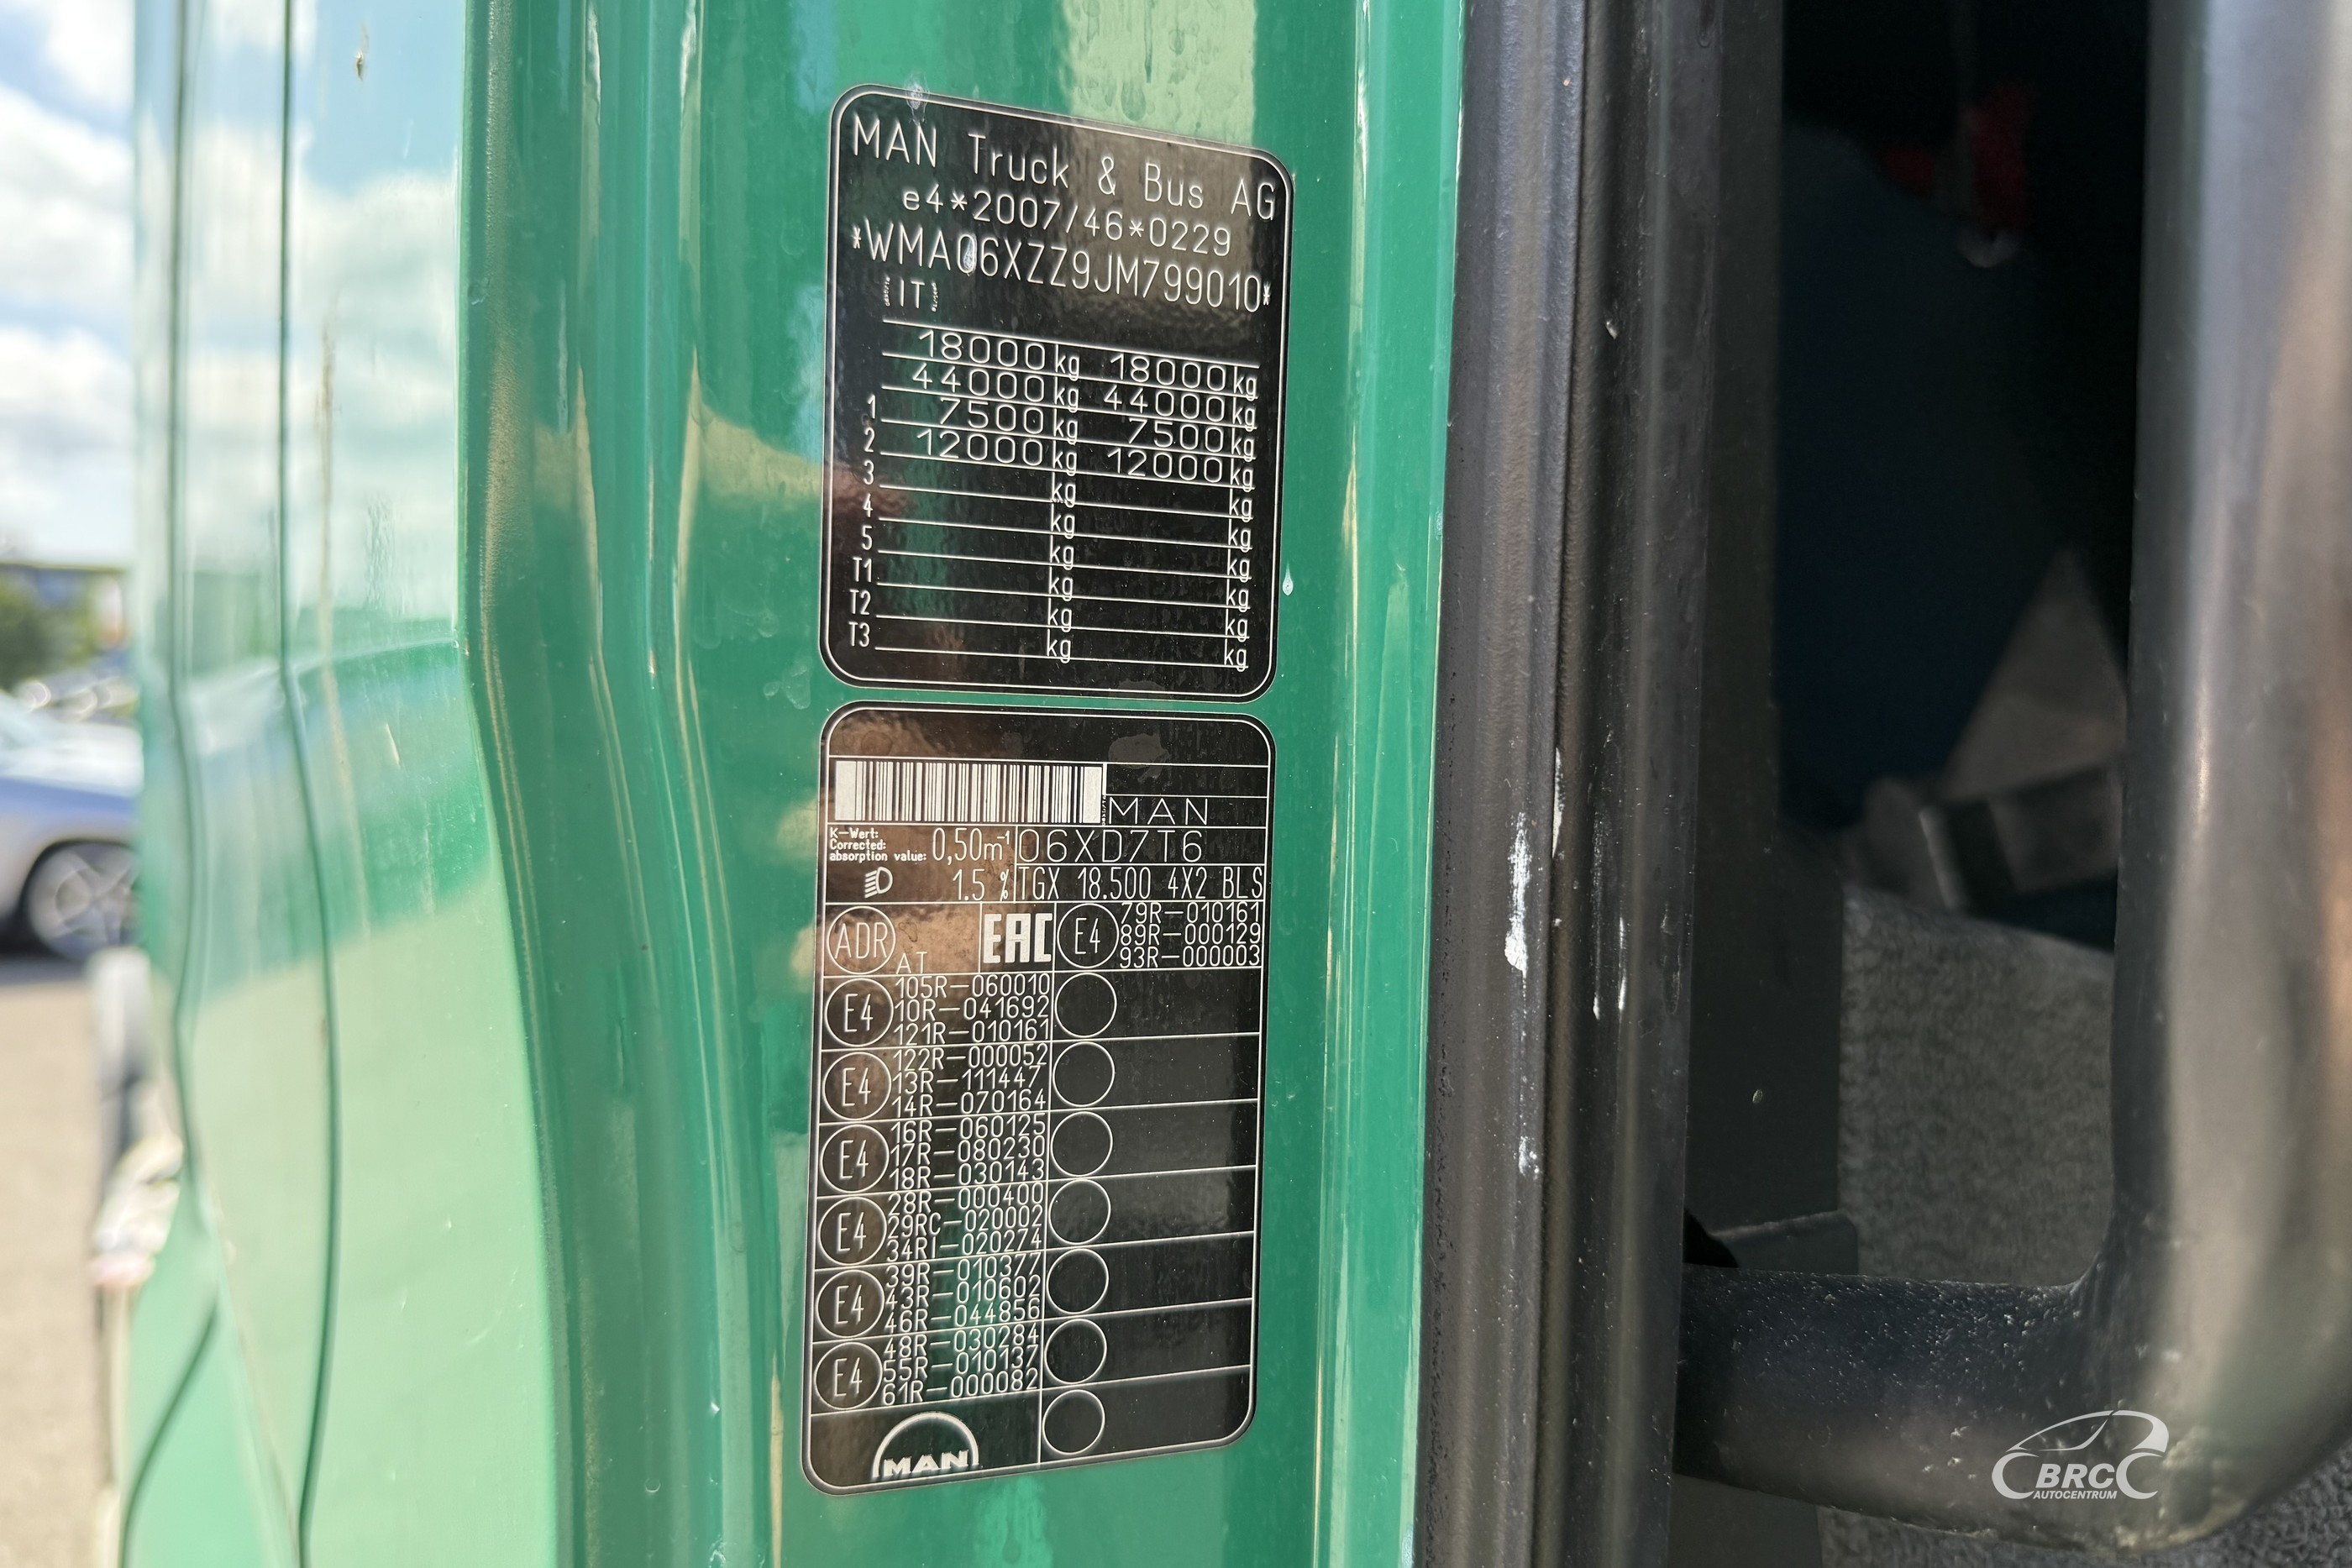 MAN Truck & Bus AG
e4*2007/46*0229
*WMA06XZZ9JM799010*
IT
18000 kg 18000 kg
44000 kg 44000 kg
1 7500 kg 7500 kg
2 12000 kg 12000 kg
3 kg kg
4 kg kg
5 kg kg
T1 kg kg
T2 kg kg
T3 kg kg
MAN
K-Wert:
Corrected:
absorption value: 0,50m⁻¹ 06XD7T6
1.5 % TGX 18.500 4X2 BLS
ADR AT EAC E4 79R-010161
89R-000129
93R-000003
E4 105R-060010
10R-041692
121R-010161
E4 122R-000052
13R-111447
14R-070164
E4 16R-060125
17R-080230
18R-030143
E4 28R-000400
29RC-020002
34RI-020274
E4 39R-010377
43R-010602
46R-044856
E4 48R-030284
55R-010137
61R-000082
MAN
BRC
AUTOCENTRUM